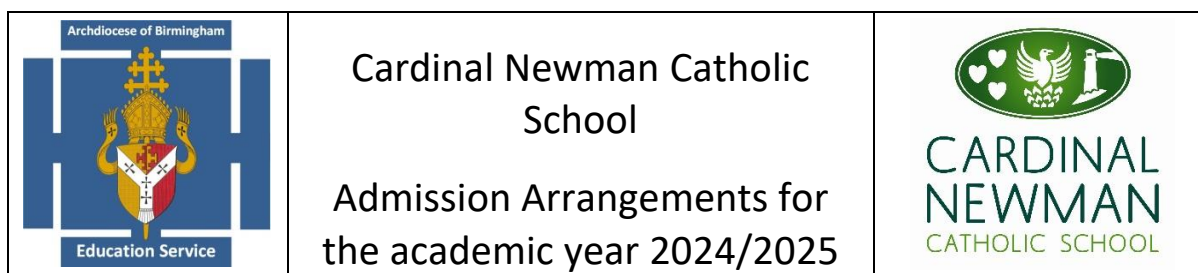 Archdiocese of Birmingham
Education Service
Cardinal Newman Catholic
School
Admission Arrangements for
the academic year 2024/2025
CARDINAL
NEWMAN
CATHOLIC SCHOOL